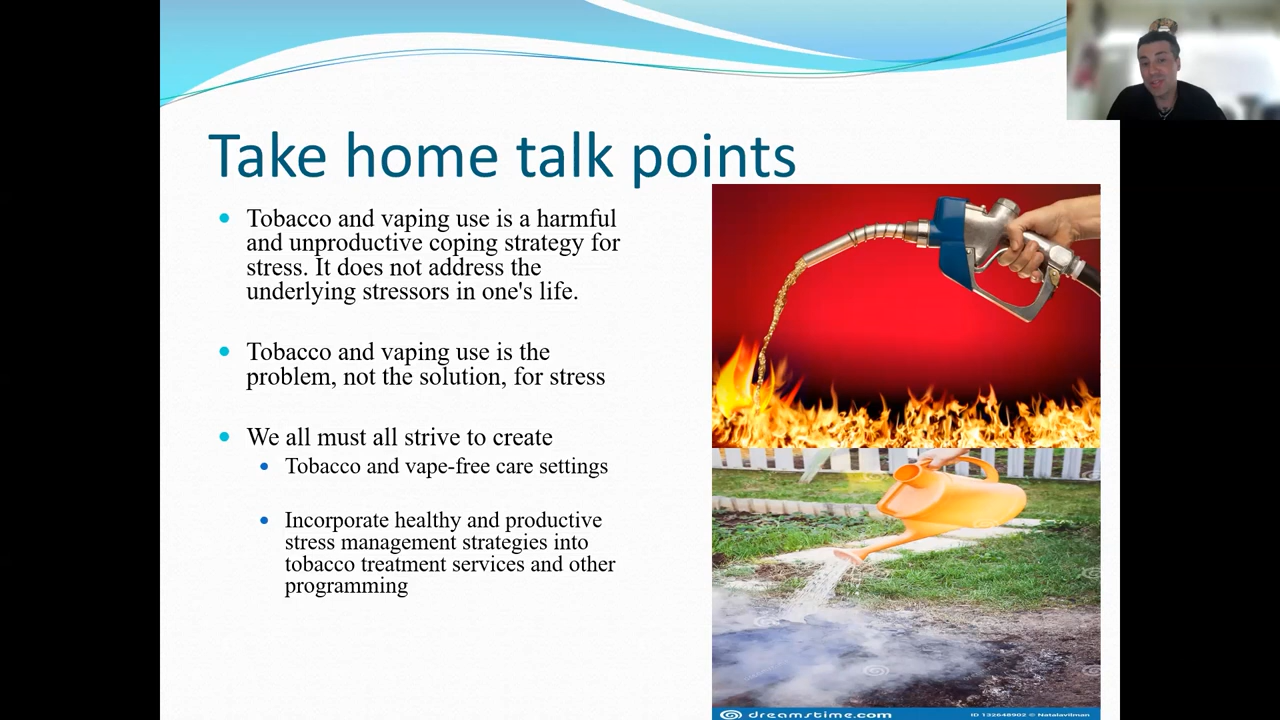 Take home talk points
Tobacco and vaping use is a harmful
and unproductive coping strategy for
stress. It does not address the
underlying stressors in one's life.
Tobacco and vaping use is the
problem, not the solution, for stress
We all must all strive to create
Tobacco and vape-free care settings
Incorporate healthy and productive
stress management strategies into
tobacco treatment services and other
programming
dreamstime.com
ID 132648902 © Natalavilman